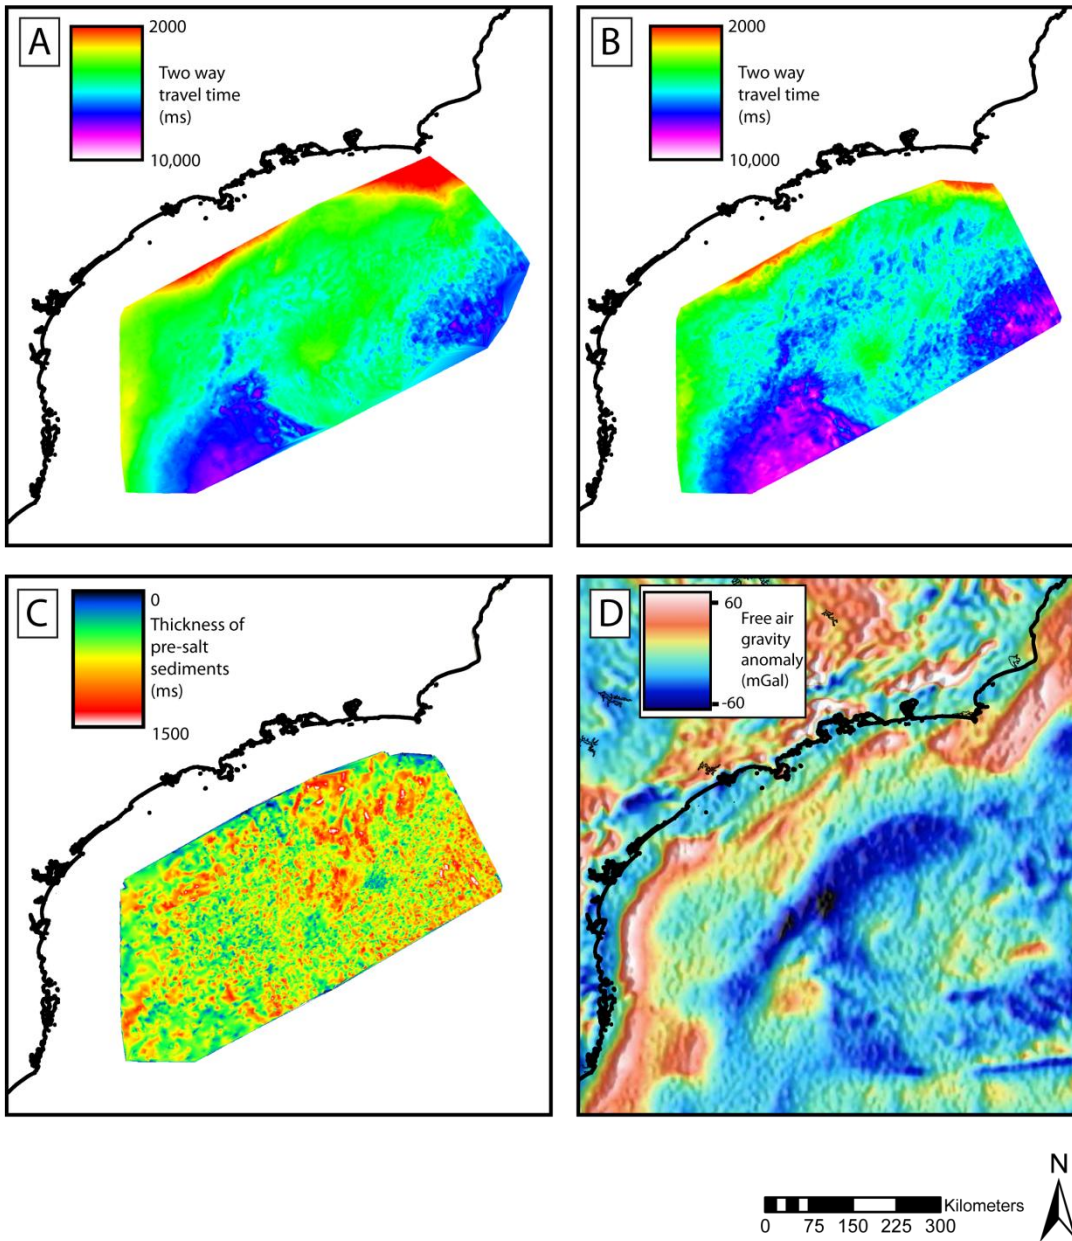 A
2000
Two way
travel time
(ms)
10,000
B
2000
Two way
travel time
(ms)
10,000
C
0
Thickness of
pre-salt
sediments
(ms)
1500
D
60
Free air
gravity
anomaly
(mGal)
-60
N
Kilometers
0 75 150 225 300